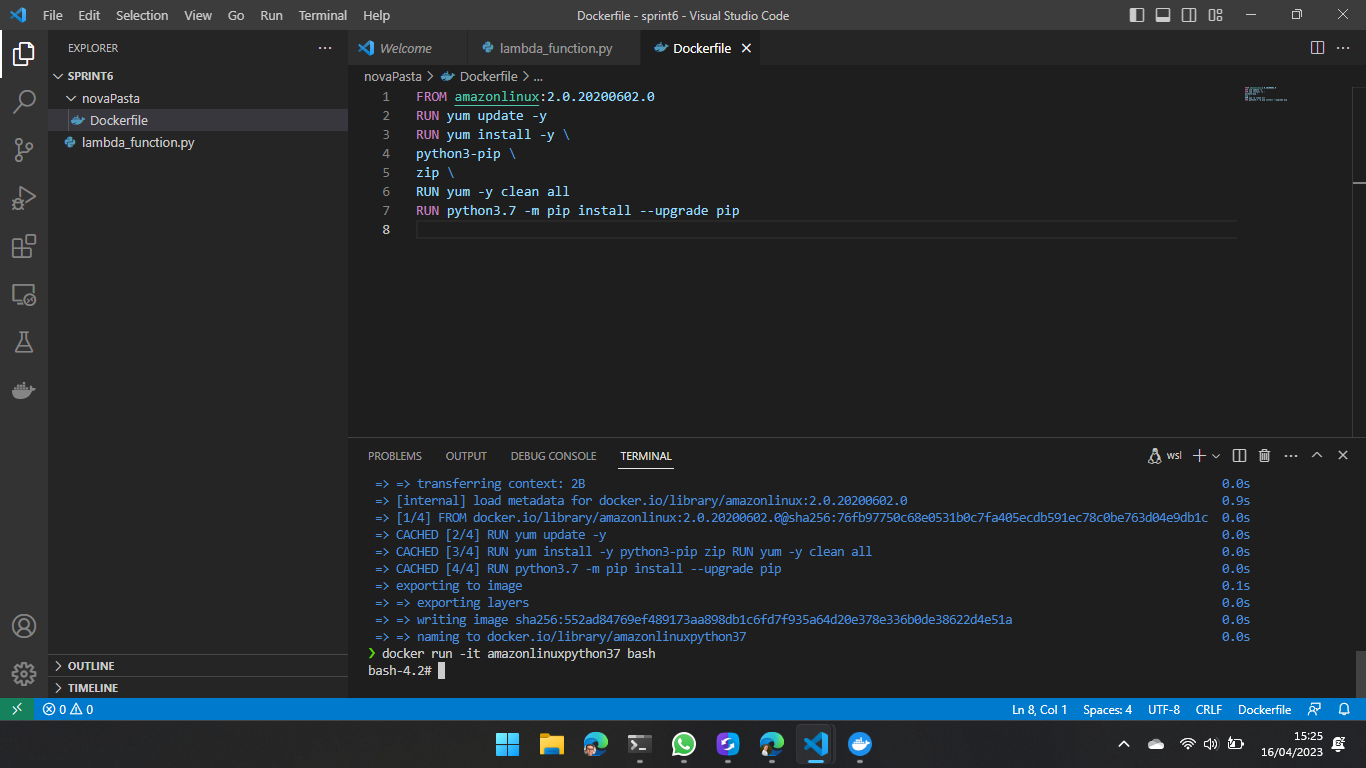 File Edit Selection View Go Run Terminal Help Dockerfile - sprint6 - Visual Studio Code
EXPLORER
SPRINT6
novaPasta
Dockerfile
lambda_function.py
OUTLINE
TIMELINE
Welcome lambda_function.py Dockerfile
novaPasta > Dockerfile > ...
1 FROM amazonlinux:2.0.20200602.0
2 RUN yum update -y
3 RUN yum install -y \
4 python3-pip \
5 zip \
6 RUN yum -y clean all
7 RUN python3.7 -m pip install --upgrade pip
8
PROBLEMS OUTPUT DEBUG CONSOLE TERMINAL wsl
=> => transferring context: 2B 0.0s
=> [internal] load metadata for docker.io/library/amazonlinux:2.0.20200602.0 0.9s
=> [1/4] FROM docker.io/library/amazonlinux:2.0.20200602.0@sha256:76fb97750c68e0531b0c7fa405ecdb591ec78c0be763d04e9db1c 0.0s
=> CACHED [2/4] RUN yum update -y 0.0s
=> CACHED [3/4] RUN yum install -y python3-pip zip RUN yum -y clean all 0.0s
=> CACHED [4/4] RUN python3.7 -m pip install --upgrade pip 0.0s
=> exporting to image 0.1s
=> => exporting layers 0.0s
=> => writing image sha256:552ad84769ef489173aa898db1c6fd7f935a64d20e378e336b0de38622d4e51a 0.0s
=> => naming to docker.io/library/amazonlinuxpython37 0.0s
❯ docker run -it amazonlinuxpython37 bash
bash-4.2#
0 0 Ln 8, Col 1 Spaces: 4 UTF-8 CRLF Dockerfile
15:25
16/04/2023